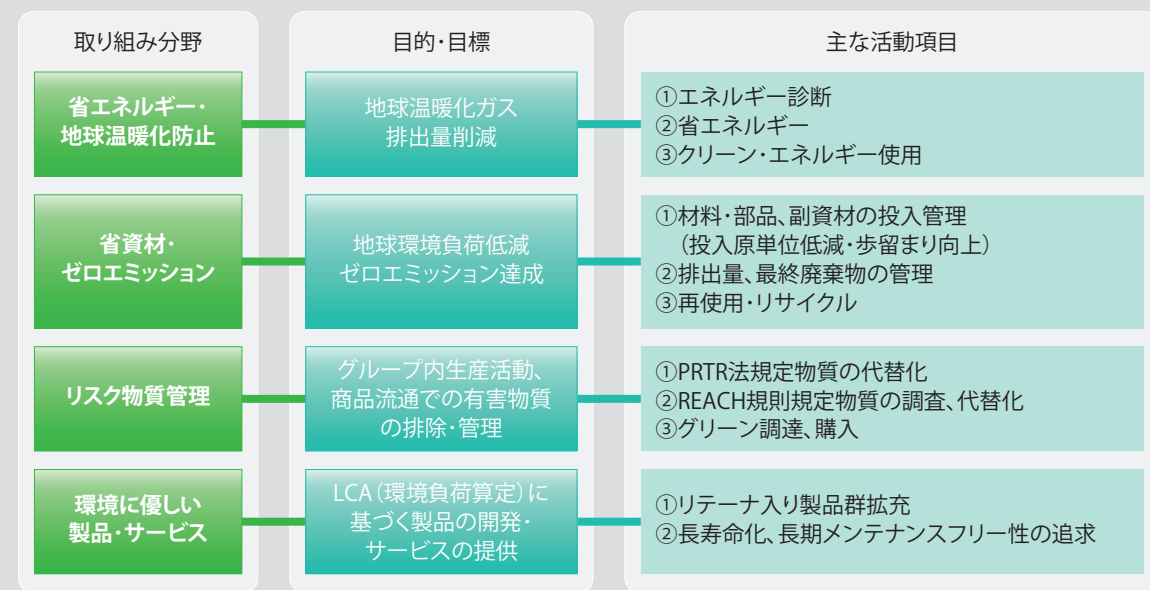 取り組み分野
目的・目標
主な活動項目
省エネルギー・
地球温暖化防止
地球温暖化ガス
排出量削減
①エネルギー診断
②省エネルギー
③クリーン・エネルギー使用
省資材・
ゼロエミッション
地球環境負荷低減
ゼロエミッション達成
①材料・部品、副資材の投入管理
（投入原単位低減・歩留まり向上）
②排出量、最終廃棄物の管理
③再使用・リサイクル
リスク物質管理
グループ内生産活動、
商品流通での有害物質
の排除・管理
①PRTR法規定物質の代替化
②REACH規則規定物質の調査、代替化
③グリーン調達、購入
環境に優しい
製品・サービス
LCA（環境負荷算定）に
基づく製品の開発・
サービスの提供
①リテーナ入り製品群拡充
②長寿命化、長期メンテナンスフリー性の追求